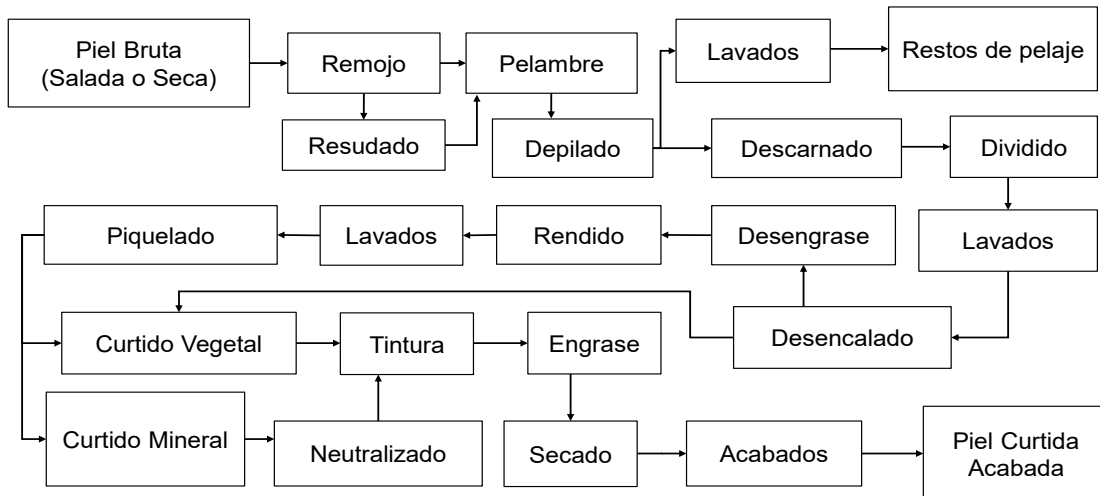 Piel Bruta
(Salada o Seca)
Remojo
Pelambre
Lavados
Restos de pelaje
Resudado
Depilado
Descarnado
Dividido
Piquelado
Lavados
Rendido
Desengrase
Lavados
Curtido Vegetal
Tintura
Engrase
Desencalado
Curtido Mineral
Neutralizado
Secado
Acabados
Piel Curtida
Acabada